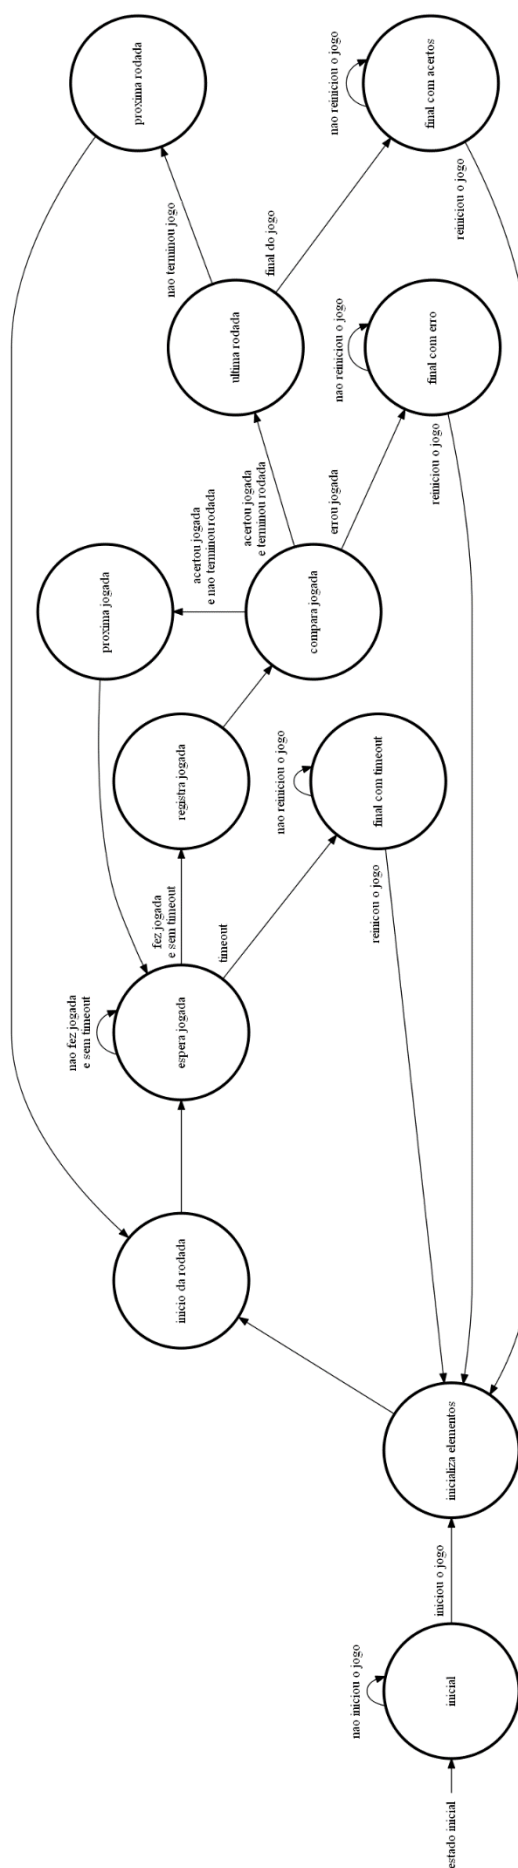 estado inicial
nao iniciou o jogo
inicial
iniciou o jogo
inicializa elementos
inicio da rodada
nao fez jogada
e sem timeout
espera jogada
fez jogada
e sem timeout
timeout
registra jogada
nao reiniciou o jogo
final com timeout
reinicou o jogo
proxima jogada
compara jogada
acertou jogada
e nao terminou rodada
acertou jogada
e terminou rodada
errou jogada
ultima rodada
nao reiniciou o jogo
final com erro
reiniciou o jogo
nao terminou jogo
final do jogo
proxima rodada
nao reiniciou o jogo
final com acertos
reiniciou o jogo